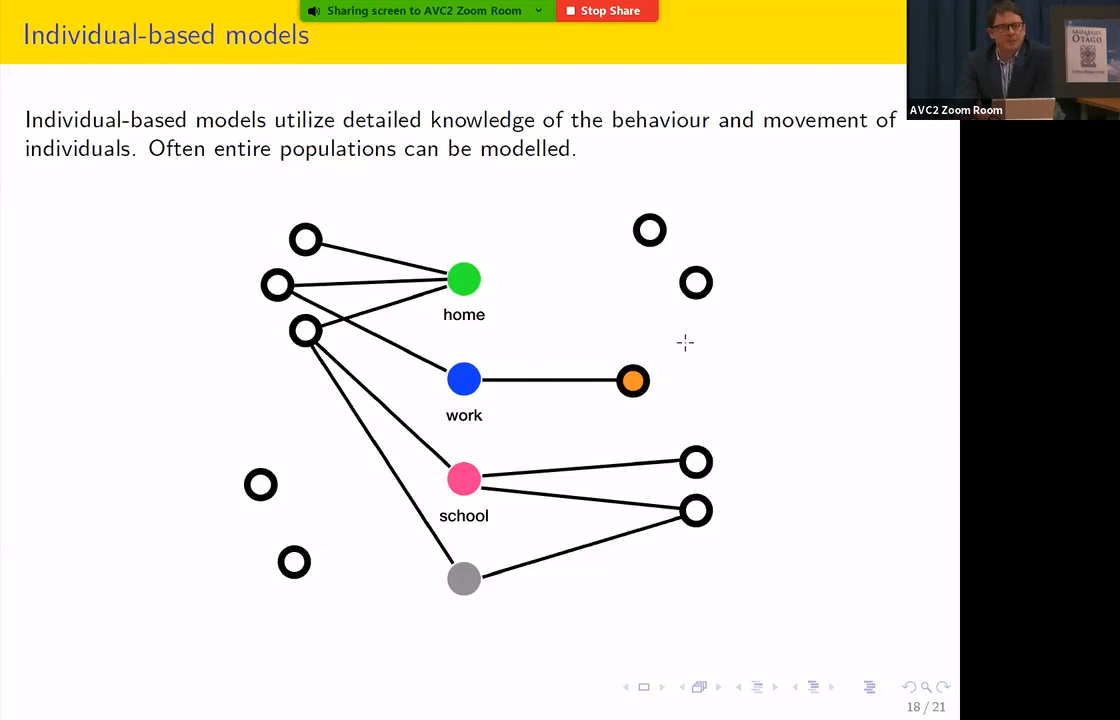 Sharing screen to AVC2 Zoom Room
Stop Share
Individual-based models
OTAGO
AVC2 Zoom Room
Individual-based models utilize detailed knowledge of the behaviour and movement of
individuals. Often entire populations can be modelled.
home
work
school
18 / 21